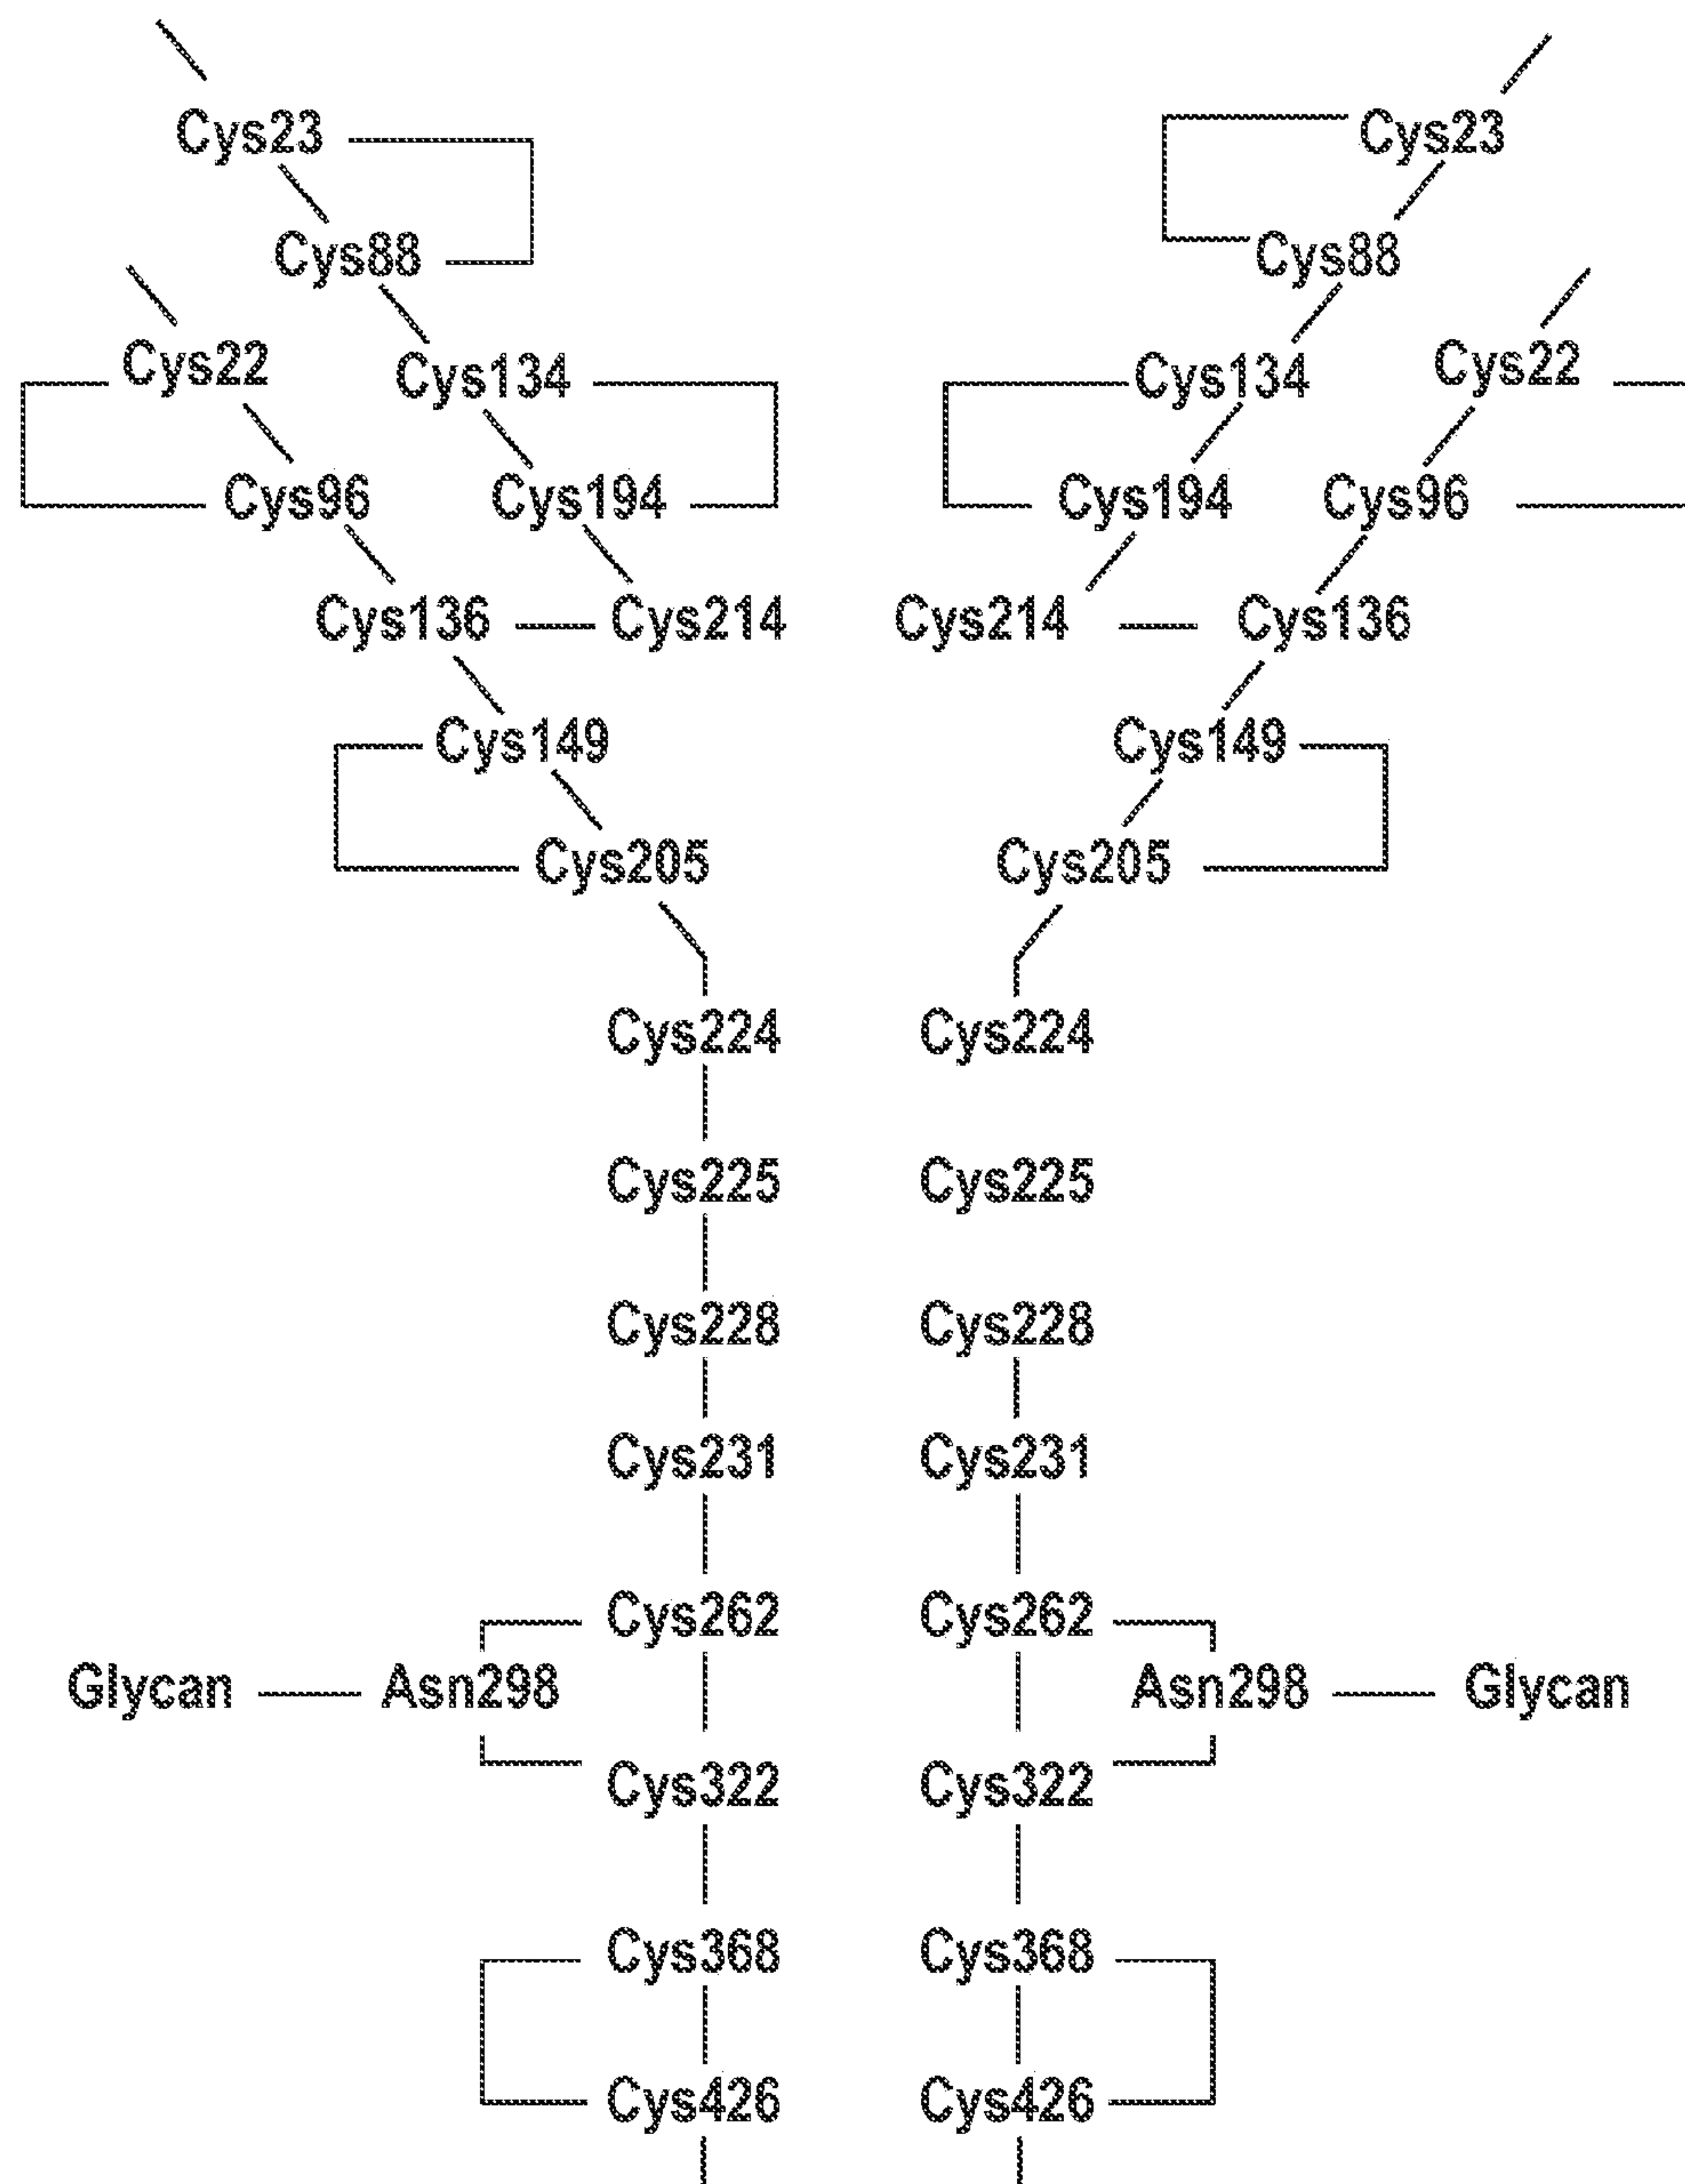 Cys23 Cys23
Cys88 Cys88
Cys22 Cys134 Cys134 Cys22
Cys96 Cys194 Cys194 Cys96
Cys136 Cys214 Cys214 Cys136
Cys149 Cys149
Cys205 Cys205
Cys224 Cys224
Cys225 Cys225
Cys228 Cys228
Cys231 Cys231
Cys262 Cys262
Glycan Asn298 Asn298 Glycan
Cys322 Cys322
Cys368 Cys368
Cys426 Cys426